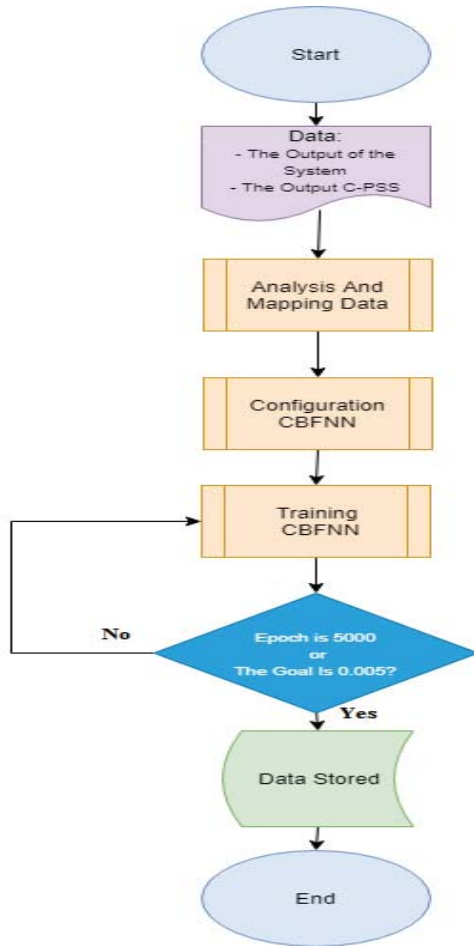 Start
Data:
- The Output of the
System
- The Output C-PSS
Analysis And
Mapping Data
Configuration
CBFNN
Training
CBFNN
No
Epoch is 5000
or
The Goal Is 0.005?
Yes
Data Stored
End